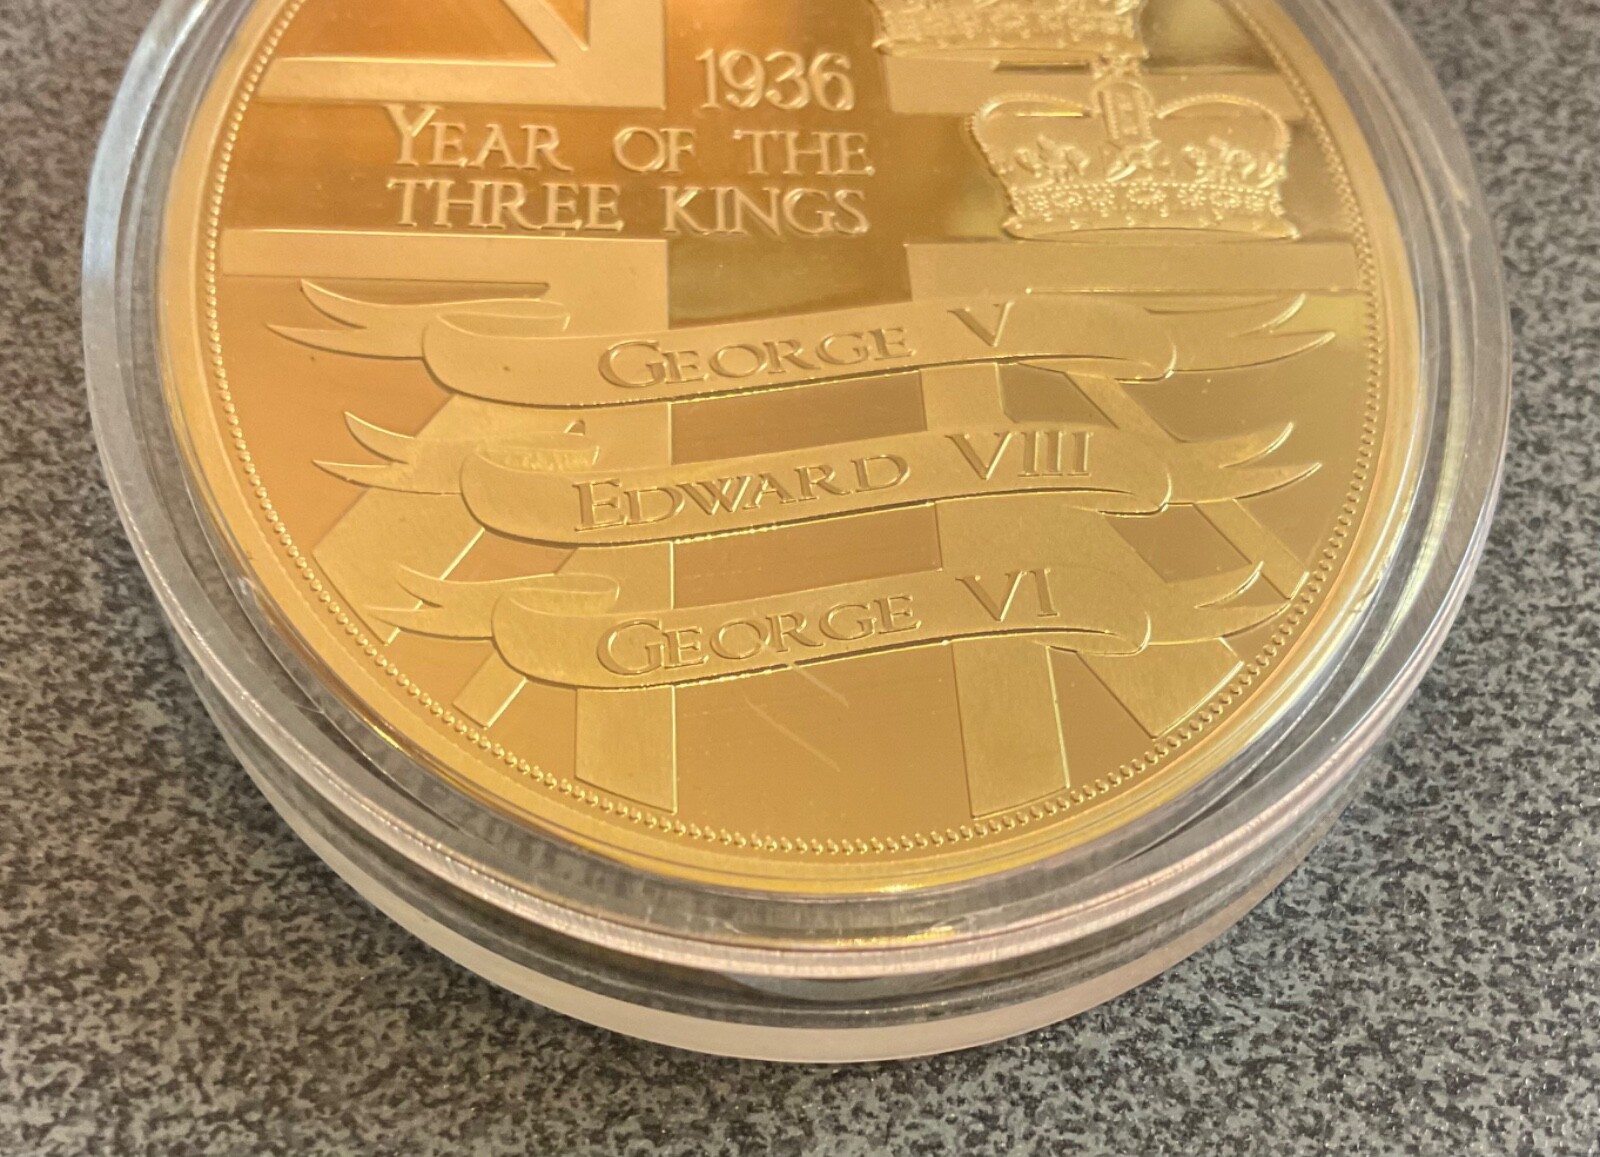 1936
YEAR OF THE
THREE KINGS
GEORGE V
EDWARD VIII
GEORGE VI